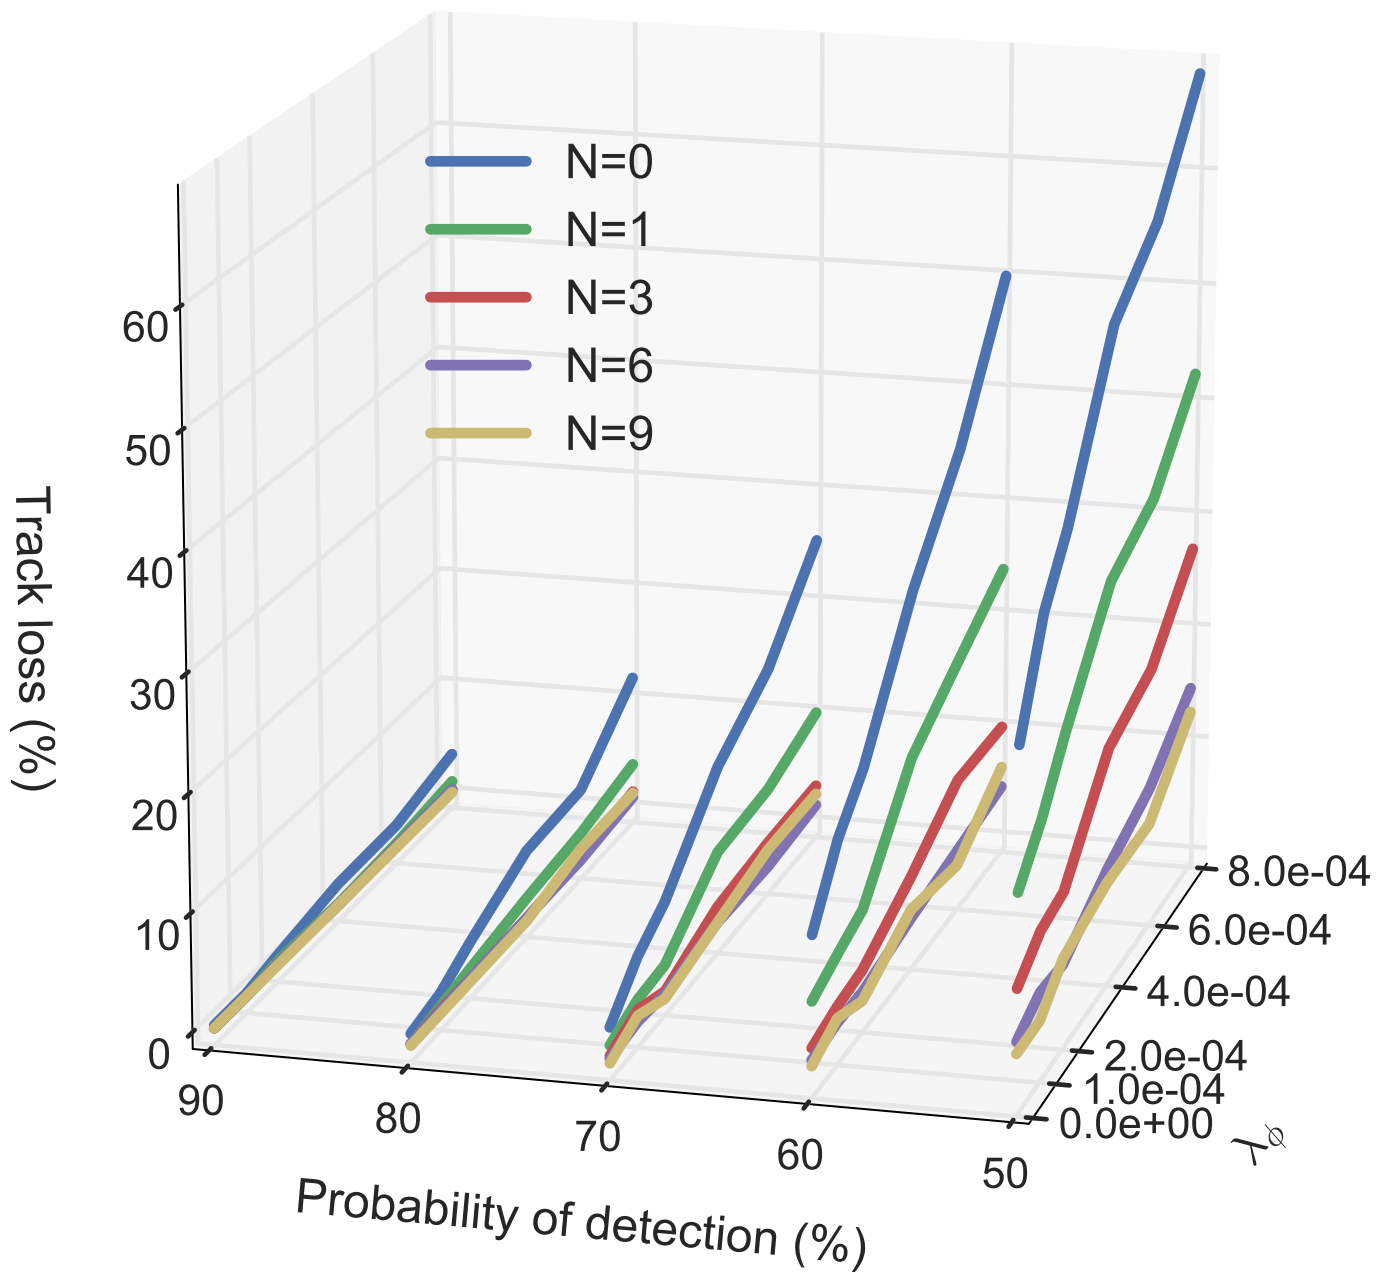 N=0
N=1
N=3
N=6
N=9
Track loss (%)
60
50
40
30
20
10
0
90
80
70
60
50
Probability of detection (%)
8.0e-04
6.0e-04
4.0e-04
2.0e-04
1.0e-04
0.0e+00
λϕ